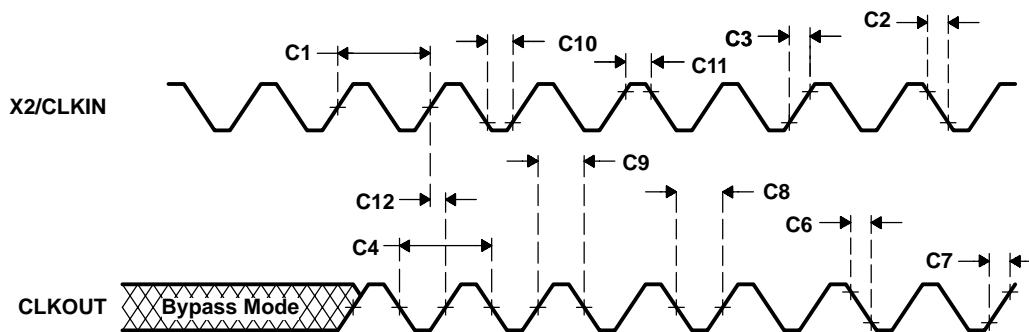 C1
C10
C3
C2
C11
X2/CLKIN
C9
C12
C8
C4
C6
C7
CLKOUT
Bypass Mode